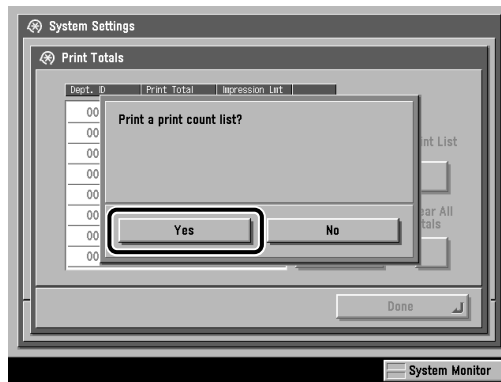 System Settings
Print Totals
Dept. ID Print Total Impression Lmt
00
Print a print count list?
00
int List
00
00
00
00
ear All
tals
Yes No
00
00
Done
System Monitor